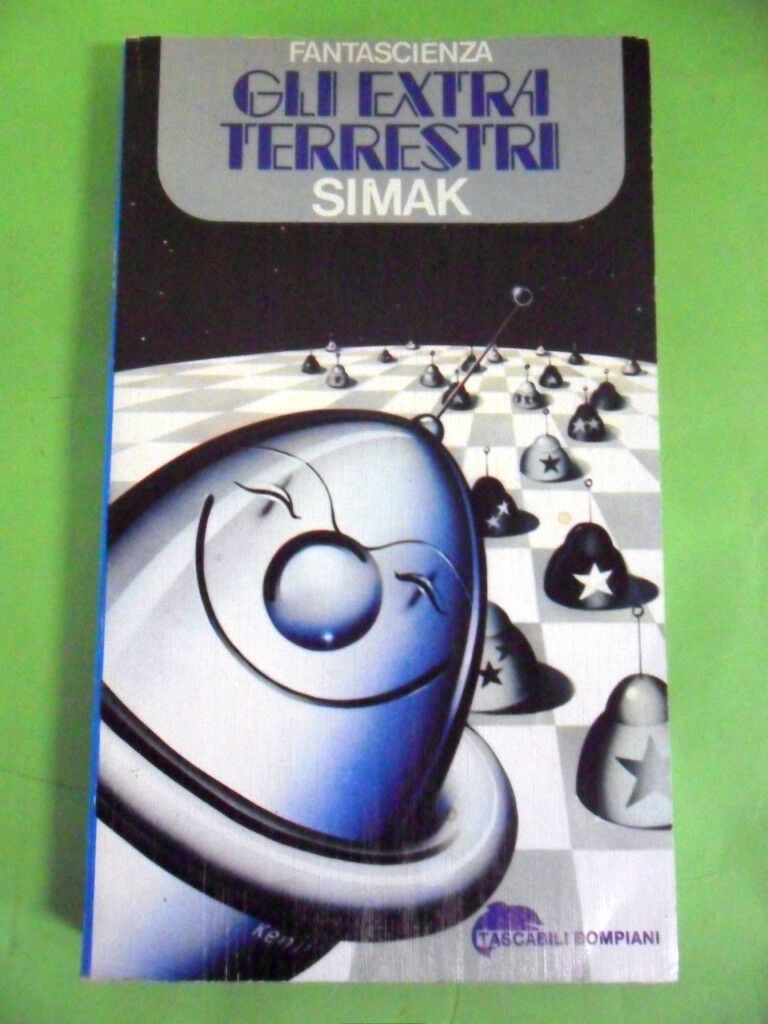 FANTASCIENZA
GLI EXTRA
TERRESTRI
SIMAK
TASCABILI BOMPIANI